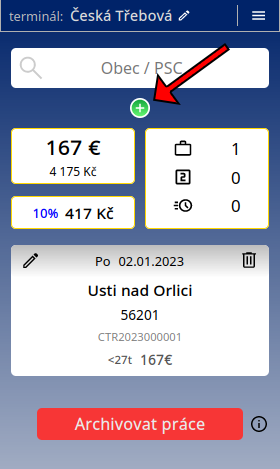 terminál: Česká Třebová
Obec / PSC
167 €
4 175 Kč
10% 417 Kč
1
2 0
0
Po 02.01.2023
Usti nad Orlici
56201
CTR2023000001
<27t 167€
Archivovat práce